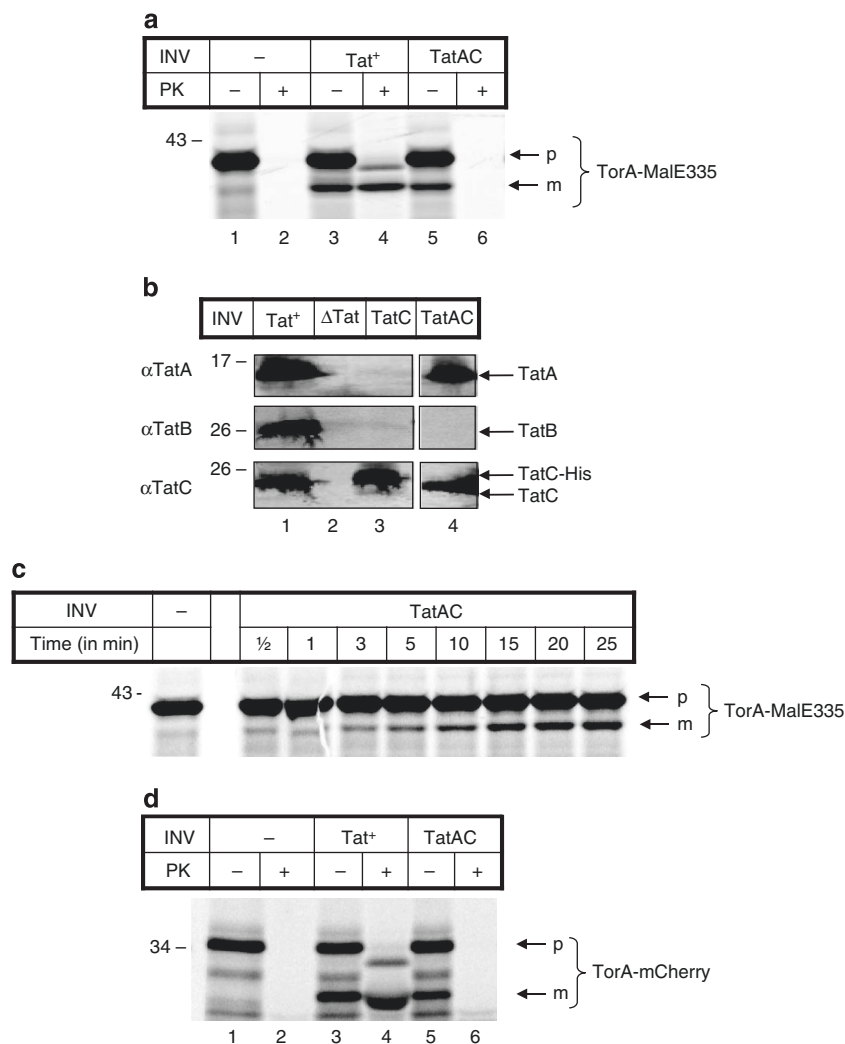 a
INV – Tat+ TatAC
PK – + – + – +
43 –
p
m
TorA-MalE335
1 2 3 4 5 6
b
INV Tat+ ΔTat TatC TatAC
αTatA 17 – TatA
αTatB 26 – TatB
αTatC 26 – TatC-His
TatC
1 2 3 4
c
INV – TatAC
Time (in min) ½ 1 3 5 10 15 20 25
43 -
p
m
TorA-MalE335
d
INV – Tat+ TatAC
PK – + – + – +
34 –
p
m
TorA-mCherry
1 2 3 4 5 6